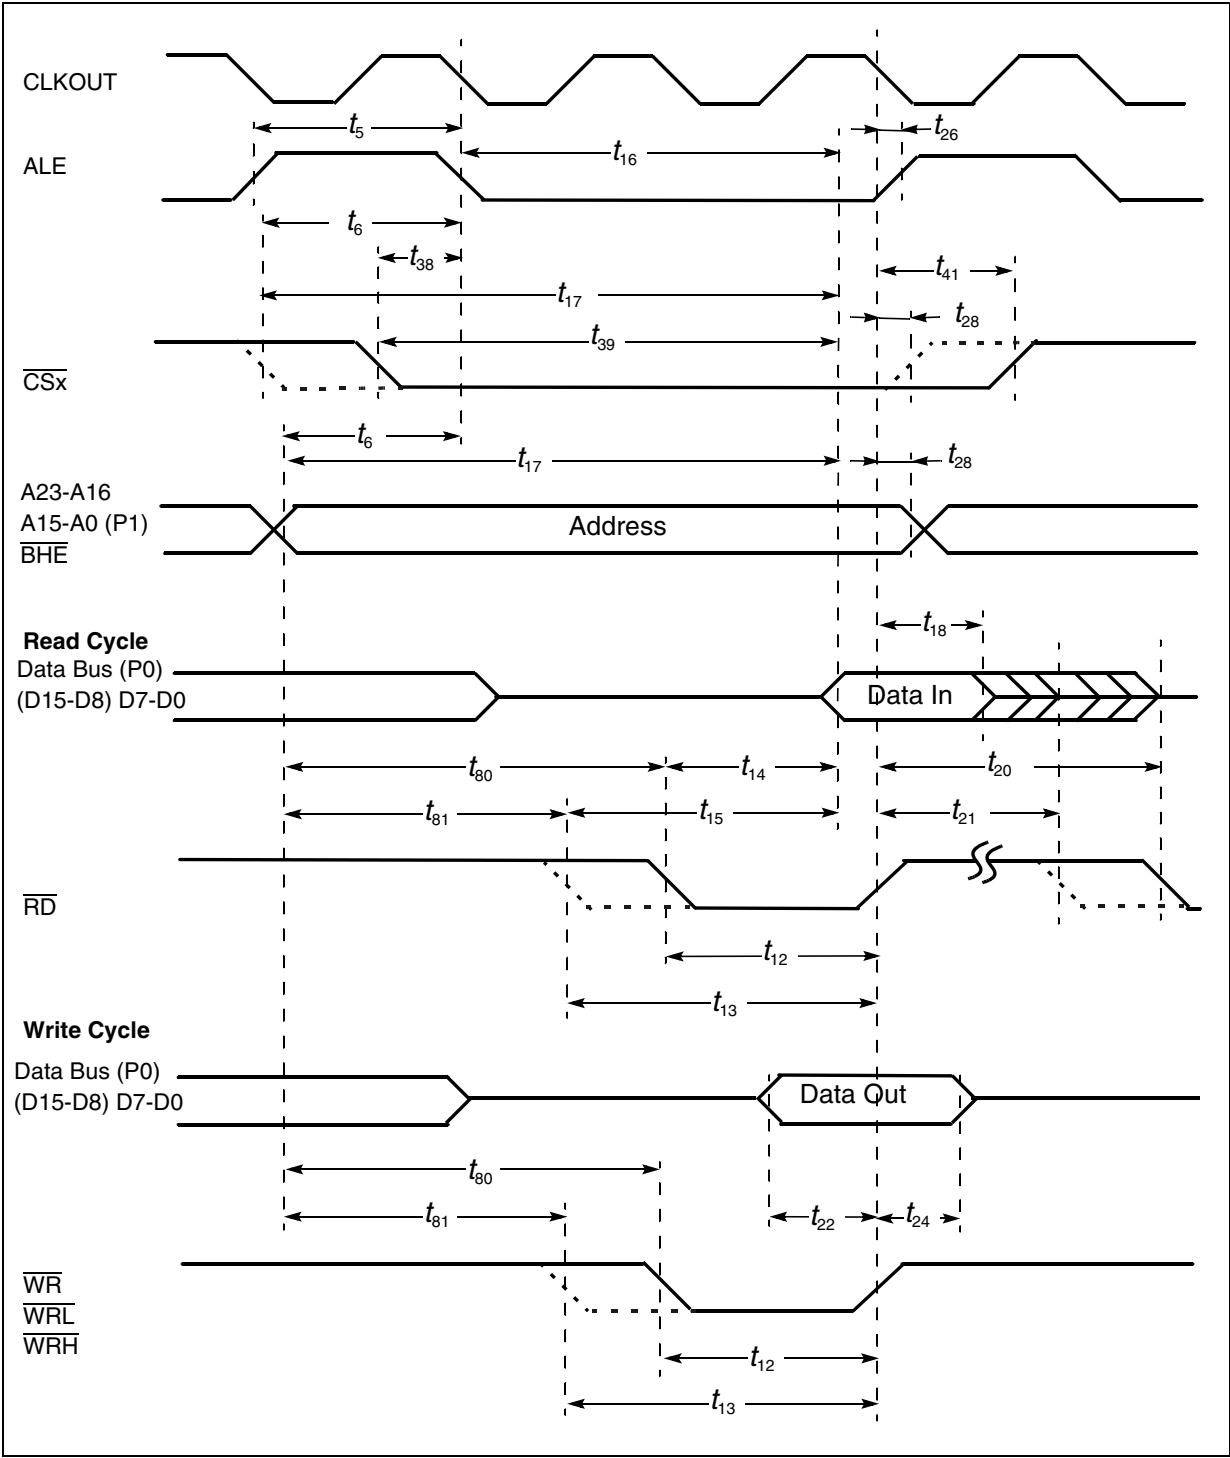 CLKOUT
t5
t26
t16
ALE
t6
t38
t41
t17
t28
t39
CSx
t6
t17
t28
A23-A16
A15-A0 (P1)
BHE
Address
t18
Read Cycle
Data Bus (P0)
(D15-D8) D7-D0
Data In
t80
t14
t20
t81
t15
t21
RD
t12
t13
Write Cycle
Data Bus (P0)
(D15-D8) D7-D0
Data Out
t80
t81
t22
t24
WR
WRL
WRH
t12
t13